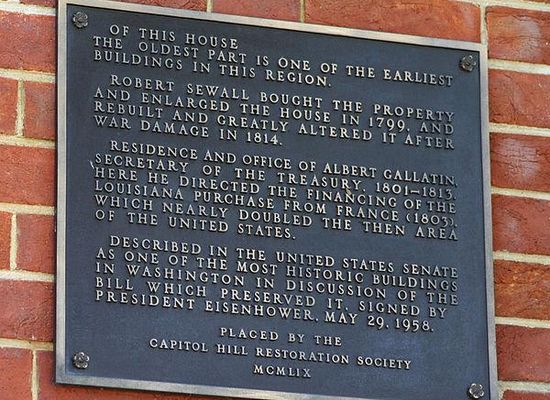 OF THIS HOUSE
THE OLDEST PART IS ONE OF THE EARLIEST
BUILDINGS IN THIS REGION.
ROBERT SEWALL BOUGHT THE PROPERTY
AND ENLARGED THE HOUSE IN 1799, AND
REBUILT AND GREATLY ALTERED IT AFTER
WAR DAMAGE IN 1814.
RESIDENCE AND OFFICE OF ALBERT GALLATIN,
SECRETARY OF THE TREASURY, 1801-1813.
HERE HE DIRECTED THE FINANCING OF THE
LOUISIANA PURCHASE FROM FRANCE (1803),
WHICH NEARLY DOUBLED THE THEN AREA
OF THE UNITED STATES.
DESCRIBED IN THE UNITED STATES SENATE
AS ONE OF THE MOST HISTORIC BUILDINGS
IN WASHINGTON IN DISCUSSION OF THE
BILL WHICH PRESERVED IT, SIGNED BY
PRESIDENT EISENHOWER, MAY 29, 1958.
PLACED BY THE
CAPITOL HILL RESTORATION SOCIETY
MCMLIX